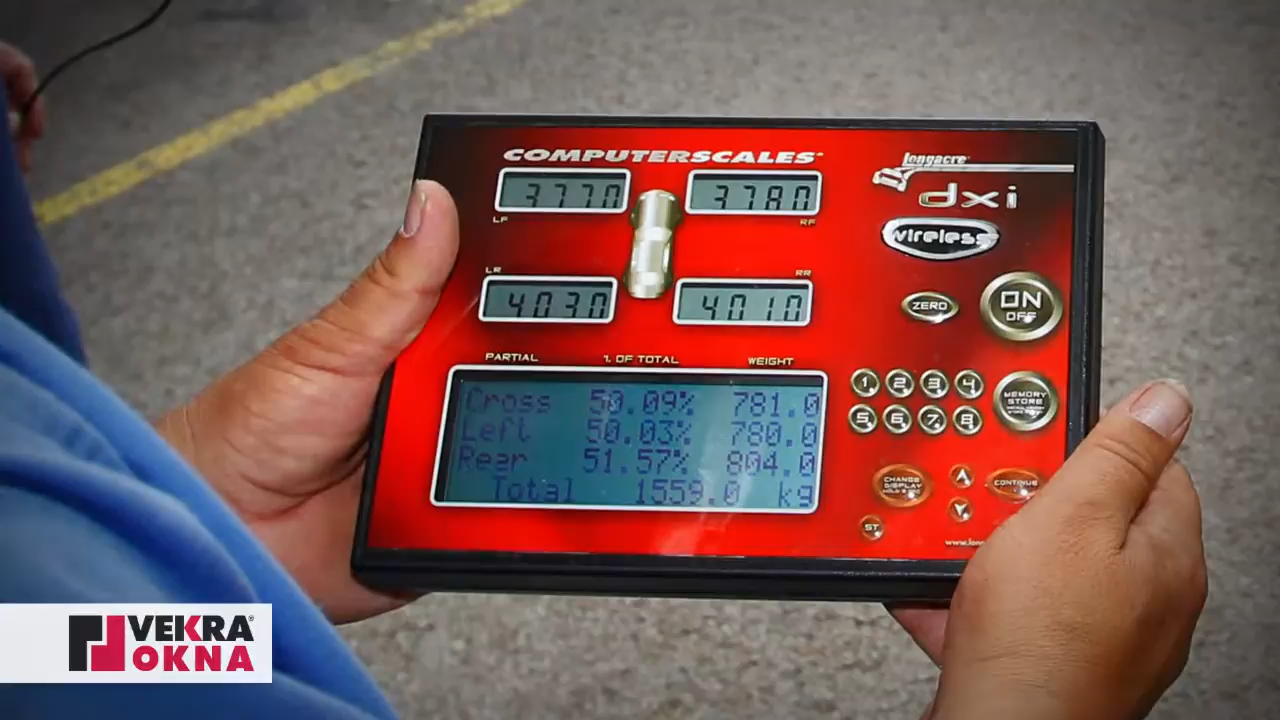 COMPUTERSCALES
longacre®
dxi
wireless
377.0 378.0
LF RF
LR RR
403.0 401.0
ZERO
ON
OFF
PARTIAL % OF TOTAL WEIGHT
Cross 50.09% 781.0
Left 50.03% 780.0
Rear 51.57% 804.0
Total 1559.0 kg
1 2 3 4
5 6 7 8
MEMORY
STORE
CHANGE
DISPLAY
CONTINUE
ST
VEKRA®
OKNA